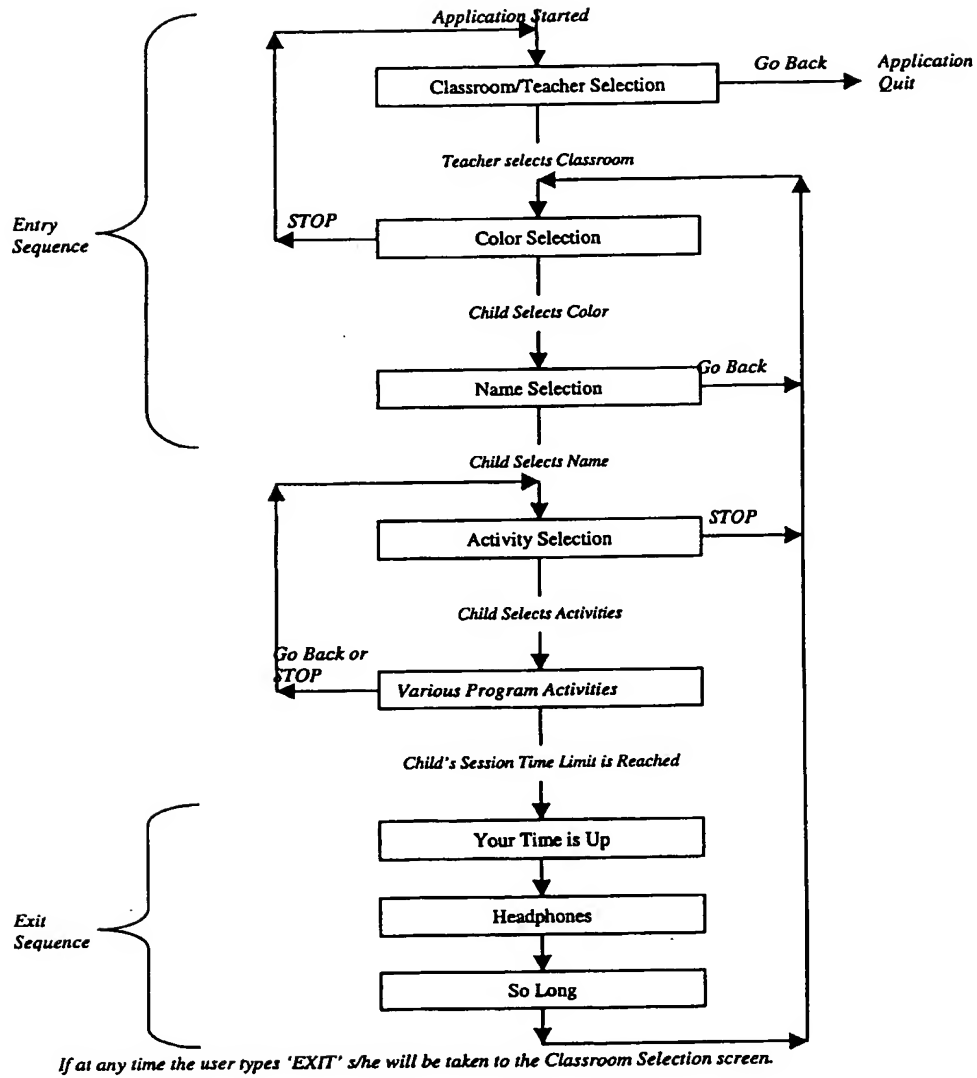 Application Started
Go Back
Application
Quit
Classroom/Teacher Selection
Teacher selects Classroom
Entry
Sequence
STOP
Color Selection
Child Selects Color
Go Back
Name Selection
Child Selects Name
STOP
Activity Selection
Child Selects Activities
Go Back or
STOP
Various Program Activities
Child's Session Time Limit is Reached
Your Time is Up
Exit
Sequence
Headphones
So Long
If at any time the user types 'EXIT' s/he will be taken to the Classroom Selection screen.